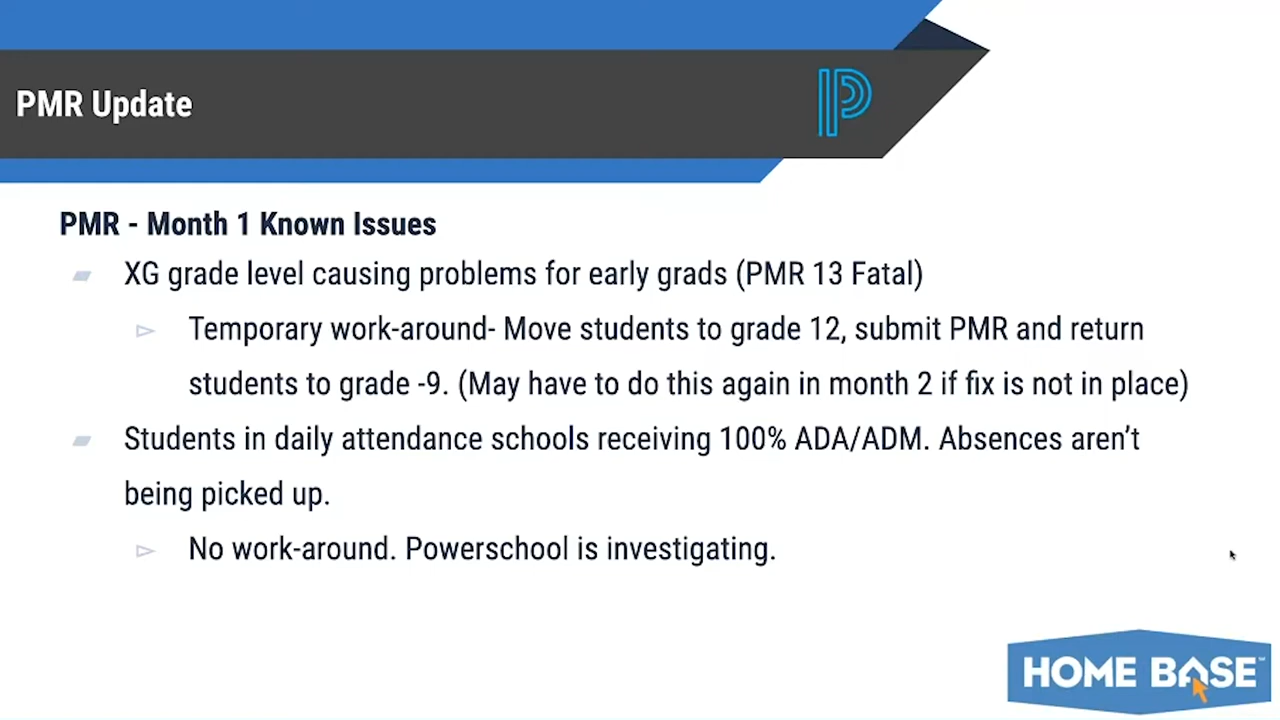 PMR Update
PMR - Month 1 Known Issues
XG grade level causing problems for early grads (PMR 13 Fatal)
Temporary work-around- Move students to grade 12, submit PMR and return
students to grade -9. (May have to do this again in month 2 if fix is not in place)
Students in daily attendance schools receiving 100% ADA/ADM. Absences aren’t
being picked up.
No work-around. Powerschool is investigating.
HOME BASE